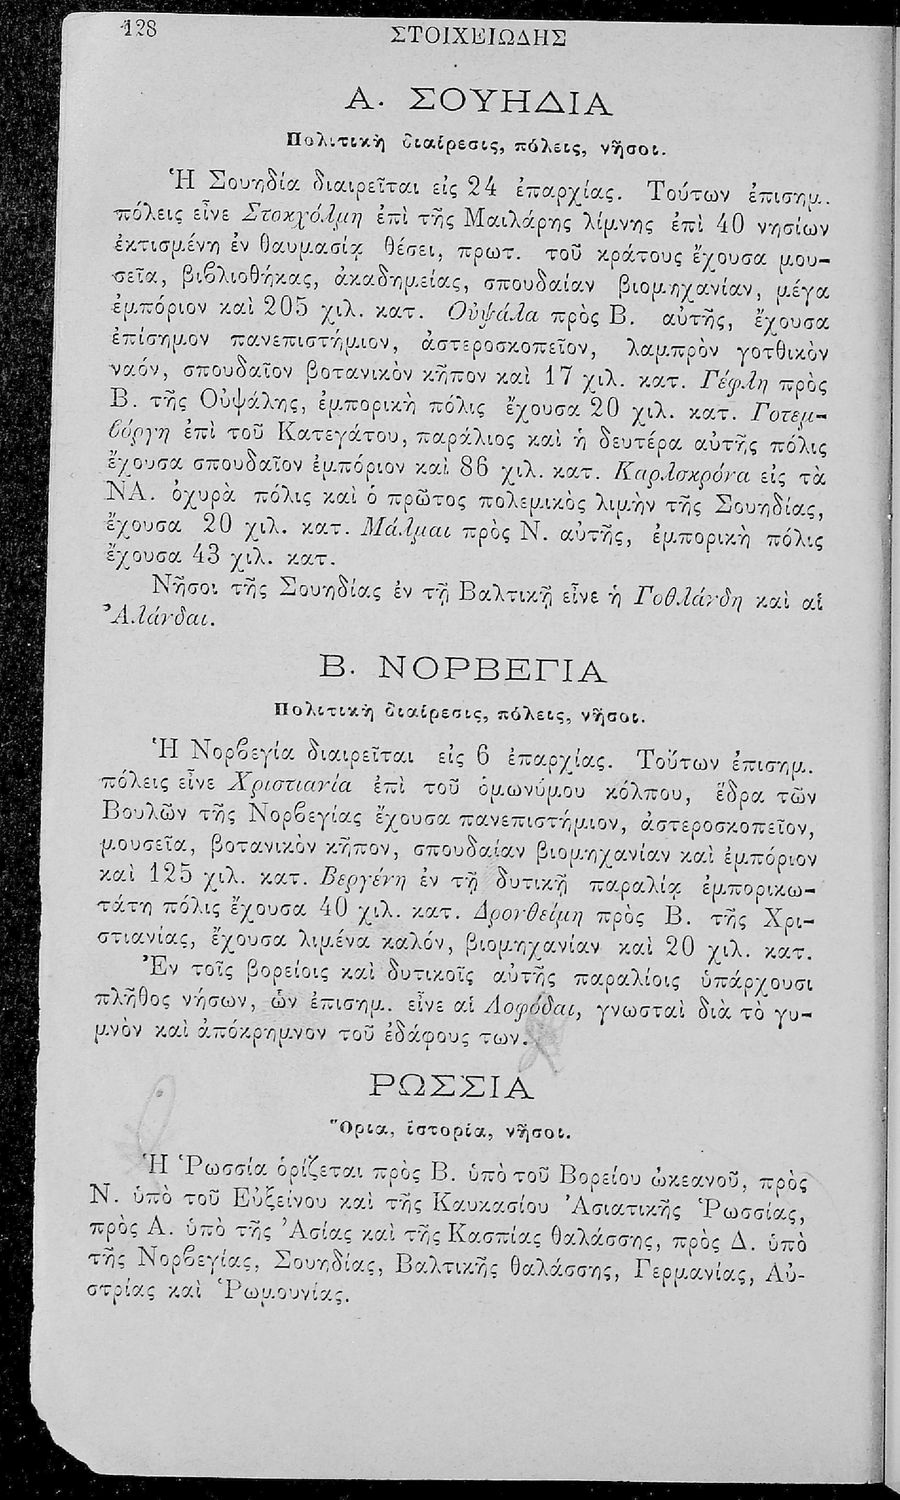 128
ΣΤΟΙΧΕΙΩΔΗΣ
Α. ΣΟΥΗΔΙΑ
Πολιτικὴ διαίρεσις, πόλεις, νῆσοι.
Ἡ Σουηδία διαιρεῖται εἰς 24 ἐπαρχίας. Τούτων ἐπισημ.
πόλεις εἶνε Στοκχόλμη ἐπὶ τῆς Μαιλάρης λίμνης ἐπὶ 40 νησίων
ἐκτισμένη ἐν θαυμασίᾳ θέσει, πρωτ. τοῦ κράτους ἔχουσα μου-
σεῖα, βιβλιοθήκας, ἀκαδημείας, σπουδαίαν βιομηχανίαν, μέγα
ἐμπόριον καὶ 205 χιλ. κατ. Οὐψάλα πρὸς Β. αὐτῆς, ἔχουσα
ἐπίσημον πανεπιστήμιον, ἀστεροσκοπεῖον, λαμπρὸν γοτθικὸν
ναόν, σπουδαῖον βοτανικὸν κῆπον καὶ 17 χιλ. κατ. Γέφλη πρὸς
Β. τῆς Οὐψάλης, ἐμπορικὴ πόλις ἔχουσα 20 χιλ. κατ. Γοτεμ-
βόργη ἐπὶ τοῦ Κατεγάτου, παράλιος καὶ ἡ δευτέρα αὐτῆς πόλις
ἔχουσα σπουδαῖον ἐμπόριον καὶ 86 χιλ. κατ. Καρλσκρόνα εἰς τὰ
ΝΑ. ὀχυρὰ πόλις καὶ ὁ πρῶτος πολεμικὸς λιμὴν τῆς Σουηδίας,
ἔχουσα 20 χιλ. κατ. Μάλμαι πρὸς Ν. αὐτῆς, ἐμπορικὴ πόλις
ἔχουσα 43 χιλ. κατ.
Νῆσοι τῆς Σουηδίας ἐν τῇ Βαλτικῇ εἶνε ἡ Γοθλάνδη καὶ αἱ
Ἀλάνδαι.
Β. ΝΟΡΒΕΓΙΑ
Πολιτικὴ διαίρεσις, πόλεις, νῆσοι.
Ἡ Νορβεγία διαιρεῖται εἰς 6 ἐπαρχίας. Τούτων ἐπισημ.
πόλεις εἶνε Χριστιανία ἐπὶ τοῦ ὁμωνύμου κόλπου, ἕδρα τῶν
Βουλῶν τῆς Νορβεγίας ἔχουσα πανεπιστήμιον, ἀστεροσκοπεῖον,
μουσεῖα, βοτανικὸν κῆπον, σπουδαίαν βιομηχανίαν καὶ ἐμπόριον
καὶ 125 χιλ. κατ. Βεργένη ἐν τῇ δυτικῇ παραλίᾳ ἐμπορικω-
τάτη πόλις ἔχουσα 40 χιλ. κατ. Δρονθείμη πρὸς Β. τῆς Χρι-
στιανίας, ἔχουσα λιμένα καλόν, βιομηχανίαν καὶ 20 χιλ. κατ.
Ἐν τοῖς βορείοις καὶ δυτικοῖς αὐτῆς παραλίοις ὑπάρχουσι
πλῆθος νήσων, ὧν ἐπισημ. εἶνε αἱ Λοφόδαι, γνωσταὶ διὰ τὸ γυ-
μνὸν καὶ ἀπόκρημνον τοῦ ἐδάφους των.
ΡΩΣΣΙΑ
Ὅρια, ἱστορία, νῆσοι.
Ἡ Ῥωσσία ὁρίζεται πρὸς Β. ὑπὸ τοῦ Βορείου ὠκεανοῦ, πρὸς
Ν. ὑπὸ τοῦ Εὐξείνου καὶ τῆς Καυκασίου Ἀσιατικῆς Ῥωσσίας,
πρὸς Α. ὑπὸ τῆς Ἀσίας καὶ τῆς Κασπίας θαλάσσης, πρὸς Δ. ὑπὸ
τῆς Νορβεγίας, Σουηδίας, Βαλτικῆς θαλάσσης, Γερμανίας, Αὐ-
στρίας καὶ Ῥωμουνίας.